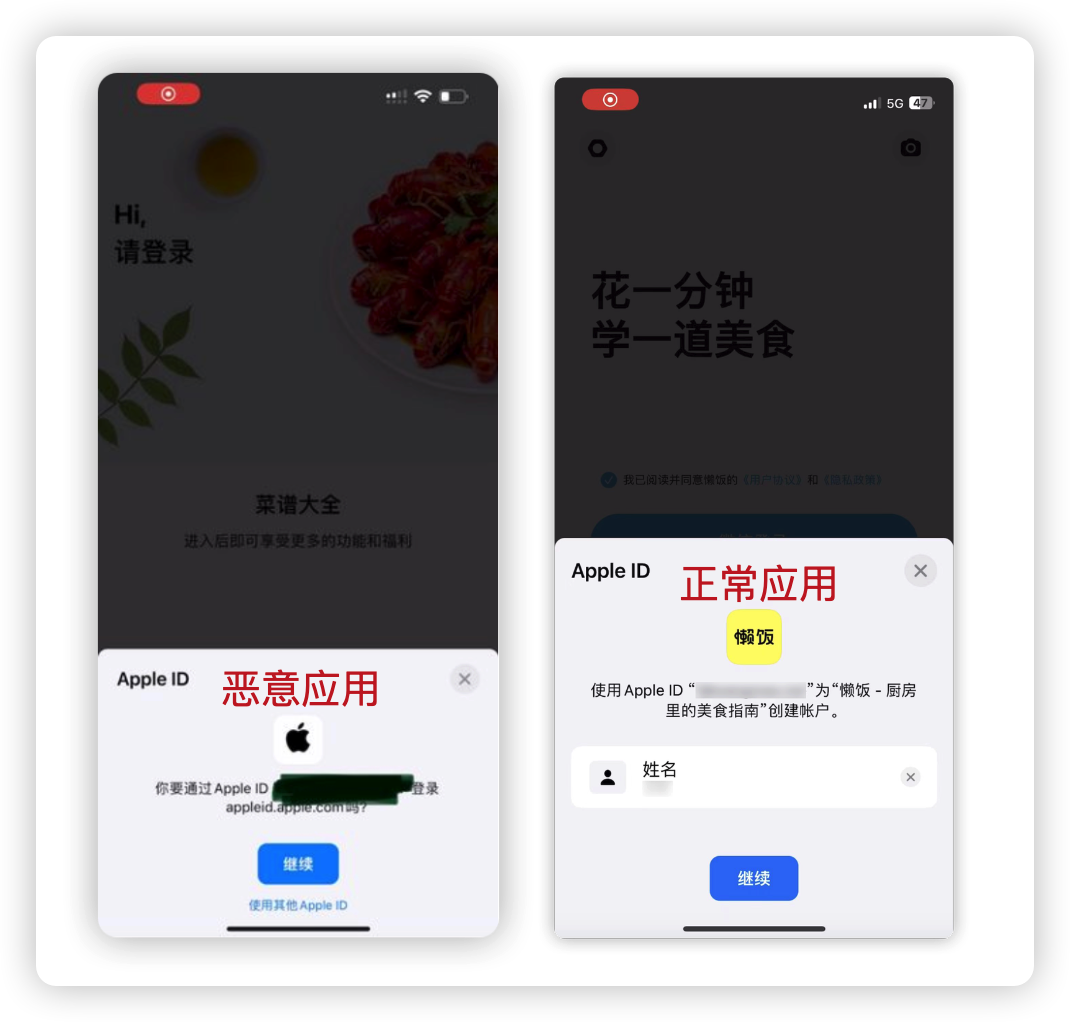 Hi,
请登录
菜谱大全
进入后即可享受更多的功能和福利
Apple ID
恶意应用
你要通过 Apple ID
登录
appleid.apple.com吗?
继续
使用其他 Apple ID
5G 47
花一分钟
学一道美食
我已阅读并同意懒饭的《用户协议》和《隐私政策》
Apple ID
正常应用
懒饭
使用 Apple ID “
”为“懒饭 - 厨房
里的美食指南”创建帐户。
姓名
继续